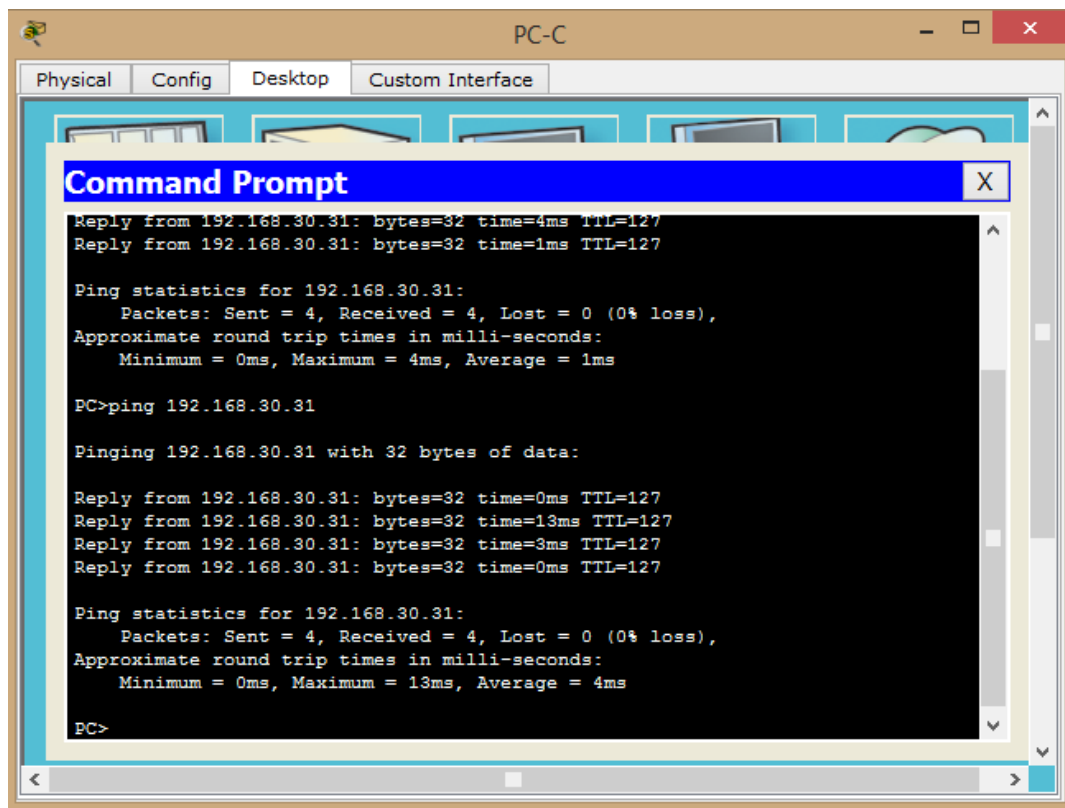 PC-C
Physical Config Desktop Custom Interface
Command Prompt
X
Reply from 192.168.30.31: bytes=32 time=4ms TTL=127
Reply from 192.168.30.31: bytes=32 time=1ms TTL=127
Ping statistics for 192.168.30.31:
Packets: Sent = 4, Received = 4, Lost = 0 (0% loss),
Approximate round trip times in milli-seconds:
Minimum = 0ms, Maximum = 4ms, Average = 1ms
PC>ping 192.168.30.31
Pinging 192.168.30.31 with 32 bytes of data:
Reply from 192.168.30.31: bytes=32 time=0ms TTL=127
Reply from 192.168.30.31: bytes=32 time=13ms TTL=127
Reply from 192.168.30.31: bytes=32 time=3ms TTL=127
Reply from 192.168.30.31: bytes=32 time=0ms TTL=127
Ping statistics for 192.168.30.31:
Packets: Sent = 4, Received = 4, Lost = 0 (0% loss),
Approximate round trip times in milli-seconds:
Minimum = 0ms, Maximum = 13ms, Average = 4ms
PC>